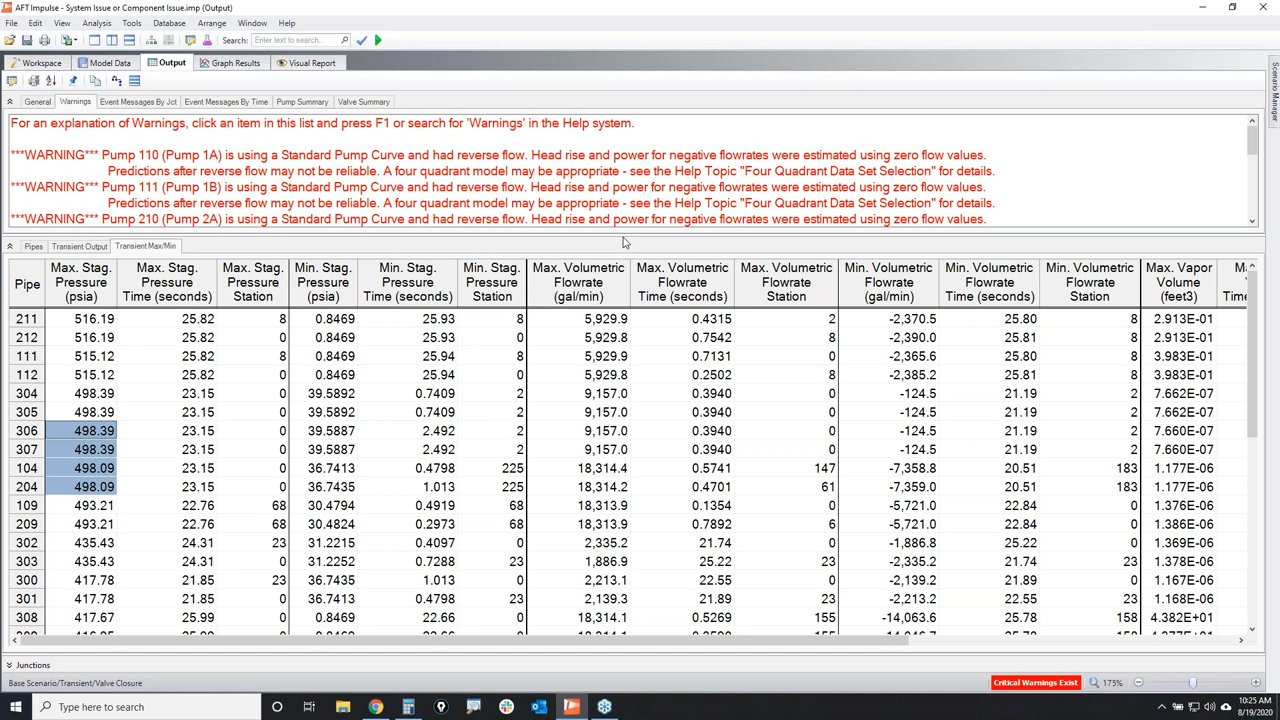 AFT Impulse - System Issue or Component Issue.imp (Output)
File Edit View Analysis Tools Database Arrange Window Help
Search: Enter text to search...
Workspace Model Data Output Graph Results Visual Report
Scenario Manager
General Warnings Event Messages By Jct Event Messages By Time Pump Summary Valve Summary
For an explanation of Warnings, click an item in this list and press F1 or search for 'Warnings' in the Help system.
***WARNING*** Pump 110 (Pump 1A) is using a Standard Pump Curve and had reverse flow. Head rise and power for negative flowrates were estimated using zero flow values.
Predictions after reverse flow may not be reliable. A four quadrant model may be appropriate - see the Help Topic "Four Quadrant Data Set Selection" for details.
***WARNING*** Pump 111 (Pump 1B) is using a Standard Pump Curve and had reverse flow. Head rise and power for negative flowrates were estimated using zero flow values.
Predictions after reverse flow may not be reliable. A four quadrant model may be appropriate - see the Help Topic "Four Quadrant Data Set Selection" for details.
***WARNING*** Pump 210 (Pump 2A) is using a Standard Pump Curve and had reverse flow. Head rise and power for negative flowrates were estimated using zero flow values.
Pipes Transient Output Transient Max/Min
Max. Stag. Max. Stag. Max. Stag. Min. Stag. Min. Stag. Min. Stag. Max. Volumetric Max. Volumetric Max. Volumetric Min. Volumetric Min. Volumetric Min. Volumetric Max. Vapor
Pipe Pressure Pressure Pressure Pressure Pressure Pressure Flowrate Flowrate Flowrate Flowrate Flowrate Flowrate Volume
(psia) Time (seconds) Station (psia) Time (seconds) Station (gal/min) Time (seconds) Station (gal/min) Time (seconds) Station (feet3)
211 516.19 25.82 8 0.8469 25.93 8 5,929.9 0.4315 2 -2,370.5 25.80 8 2.913E-01
212 516.19 25.82 0 0.8469 25.93 0 5,929.8 0.7542 8 -2,390.0 25.81 8 2.913E-01
111 515.12 25.82 8 0.8469 25.94 8 5,929.9 0.7131 0 -2,365.6 25.80 8 3.983E-01
112 515.12 25.82 0 0.8469 25.94 0 5,929.8 0.2502 8 -2,385.2 25.81 8 3.983E-01
304 498.39 23.15 0 39.5892 0.7409 2 9,157.0 0.3940 0 -124.5 21.19 2 7.662E-07
305 498.39 23.15 0 39.5892 0.7409 2 9,157.0 0.3940 0 -124.5 21.19 2 7.662E-07
306 498.39 23.15 0 39.5887 2.492 2 9,157.0 0.3940 0 -124.5 21.19 2 7.660E-07
307 498.39 23.15 0 39.5887 2.492 2 9,157.0 0.3940 0 -124.5 21.19 2 7.660E-07
104 498.09 23.15 0 36.7413 0.4798 225 18,314.4 0.5741 147 -7,358.8 20.51 183 1.177E-06
204 498.09 23.15 0 36.7435 1.013 225 18,314.2 0.4701 61 -7,359.0 20.51 183 1.177E-06
109 493.21 22.76 68 30.4794 0.4919 68 18,313.9 0.1354 0 -5,721.0 22.84 0 1.376E-06
209 493.21 22.76 68 30.4824 0.2973 68 18,313.9 0.7892 6 -5,721.0 22.84 0 1.386E-06
302 435.43 24.31 23 31.2215 0.4097 23 2,335.2 21.74 0 -1,886.8 25.22 0 1.369E-06
303 435.43 24.31 0 31.2252 0.7288 0 1,886.9 25.22 23 -2,335.2 21.74 23 1.378E-06
300 417.78 21.85 23 36.7435 1.013 0 2,213.1 22.55 0 -2,139.2 21.89 0 1.167E-06
301 417.78 21.85 0 36.7413 0.4798 23 2,139.3 21.89 23 -2,213.2 22.55 23 1.168E-06
308 417.67 25.99 0 0.8469 22.66 0 18,314.1 0.5269 155 -14,063.6 25.78 158 4.382E+01
Junctions
Base Scenario/Transient/Valve Closure Critical Warnings Exist 175%
Type here to search
10:25 AM
8/19/2020